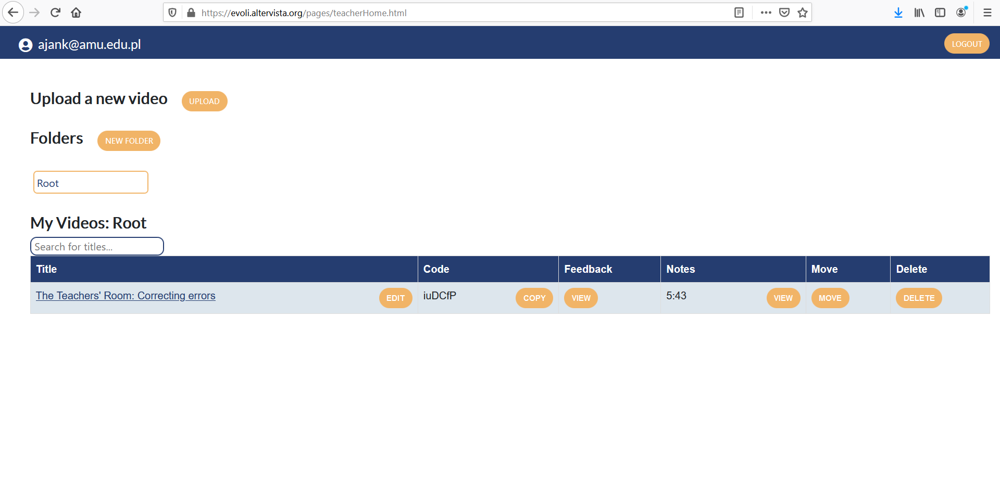 https://evoli.altervista.org/pages/teacherHome.html
ajank@amu.edu.pl LOGOUT
Upload a new video UPLOAD
Folders NEW FOLDER
Root
My Videos: Root
Search for titles...
Title Code Feedback Notes Move Delete
The Teachers' Room: Correcting errors EDIT iuDCfP COPY VIEW 5:43 VIEW MOVE DELETE